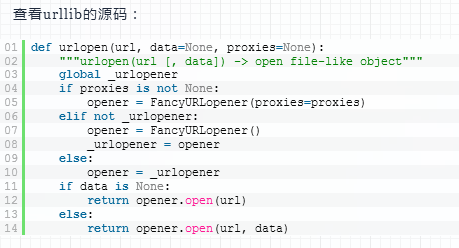 查看urllib的源码：
01 def urlopen(url, data=None, proxies=None):
02     """urlopen(url [, data]) -> open file-like object"""
03     global _urlopener
04     if proxies is not None:
05         opener = FancyURLopener(proxies=proxies)
06     elif not _urlopener:
07         opener = FancyURLopener()
08         _urlopener = opener
09     else:
10         opener = _urlopener
11     if data is None:
12         return opener.open(url)
13     else:
14         return opener.open(url, data)